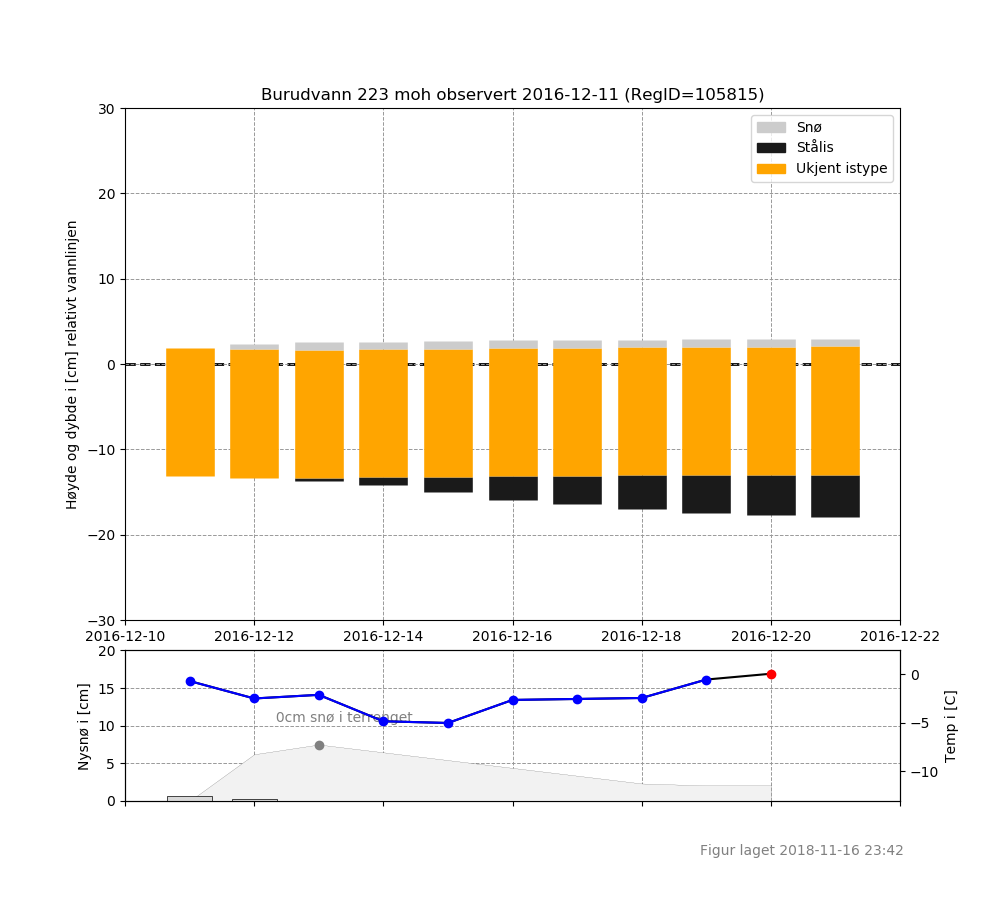 Burudvann 223 moh observert 2016-12-11 (RegID=105815)
Høyde og dybde i [cm] relativt vannlinjen
30
20
10
0
−10
−20
−30
Snø
Stålis
Ukjent istype
2016-12-10 2016-12-12 2016-12-14 2016-12-16 2016-12-18 2016-12-20 2016-12-22
Nysnø i [cm]
20
15
10
5
0
0cm snø i terrenget
0
−5
−10
Temp i [C]
Figur laget 2018-11-16 23:42